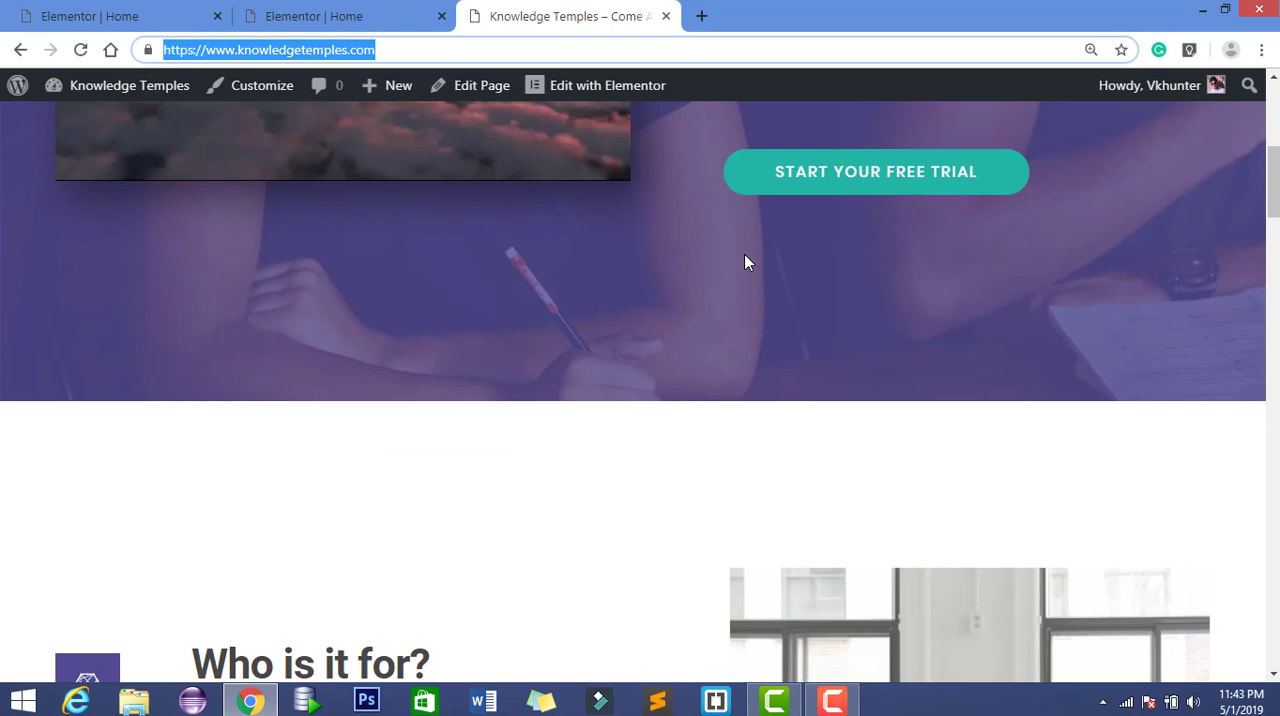 Elementor | Home
Elementor | Home
Knowledge Temples – Come A
https://www.knowledgetemples.com
Knowledge Temples
Customize
0
New
Edit Page
Edit with Elementor
Howdy, Vkhunter
START YOUR FREE TRIAL
Who is it for?
Ps
11:43 PM
5/1/2019